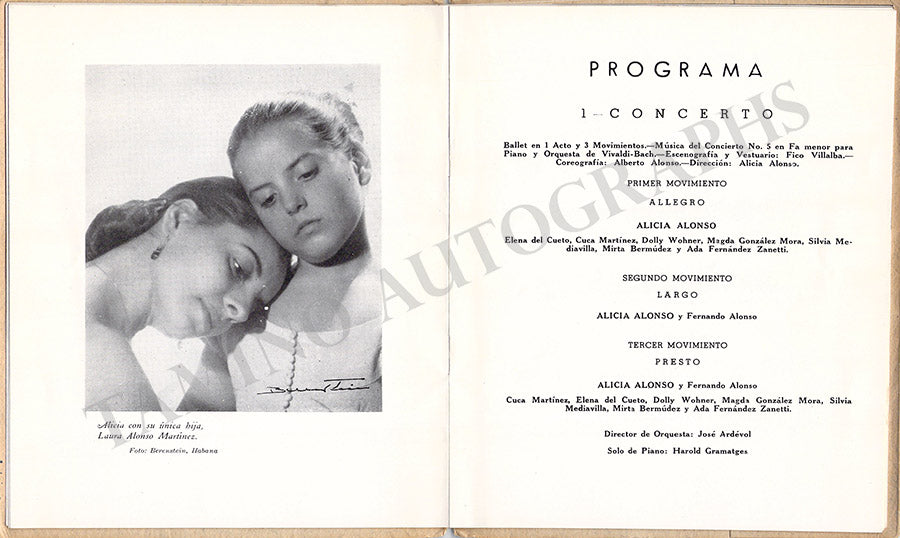 Berenstein
Alicia con su única hija,
Laura Alonso Martínez.
Foto: Berenstein, Habana
PROGRAMA
1—CONCERTO
Ballet en 1 Acto y 3 Movimientos.—Música del Concierto No. 5 en Fa menor para
Piano y Orquesta de Vivaldi-Bach.—Escenografía y Vestuario: Fico Villalba.—
Coreografía: Alberto Alonso.—Dirección: Alicia Alonso.
PRIMER MOVIMIENTO
ALLEGRO
ALICIA ALONSO
Elena del Cueto, Cuca Martínez, Dolly Wohner, Magda González Mora, Silvia Me-
diavilla, Mirta Bermúdez y Ada Fernández Zanetti.
SEGUNDO MOVIMIENTO
LARGO
ALICIA ALONSO y Fernando Alonso
TERCER MOVIMIENTO
PRESTO
ALICIA ALONSO y Fernando Alonso
Cuca Martínez, Elena del Cueto, Dolly Wohner, Magda González Mora, Silvia
Mediavilla, Mirta Bermúdez y Ada Fernández Zanetti.
Director de Orquesta: José Ardévol
Solo de Piano: Harold Gramatges
TAMINO AUTOGRAPHS